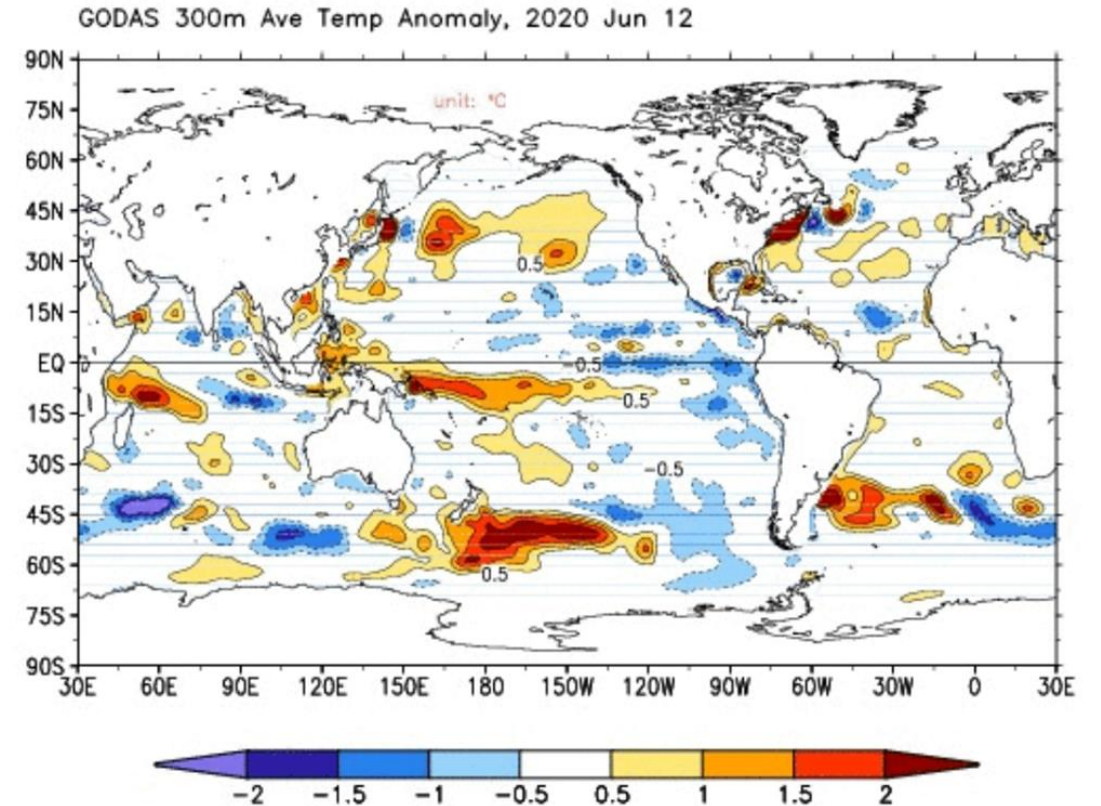 GODAS 300m Ave Temp Anomaly, 2020 Jun 12
90N
unit: °C
75N
60N
45N
30N
0.5
15N
EQ
-0.5
0.5
15S
30S
-0.5
45S
60S
0.5
75S
90S
30E 60E 90E 120E 150E 180 150W 120W 90W 60W 30W 0 30E
-2 -1.5 -1 -0.5 0.5 1 1.5 2